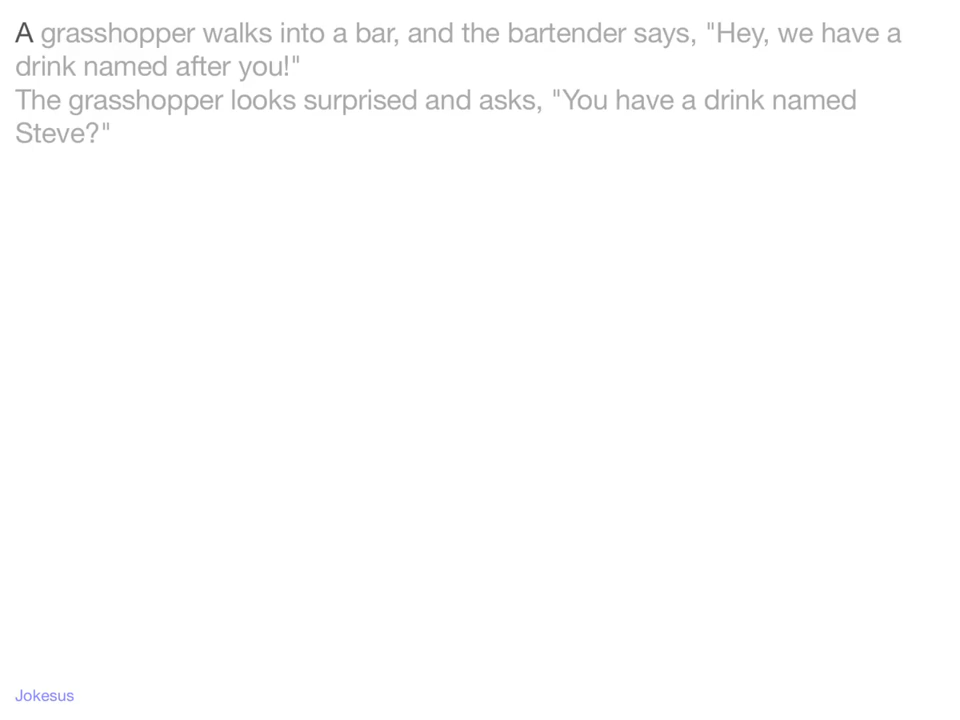 A grasshopper walks into a bar, and the bartender says, "Hey, we have a
drink named after you!"
The grasshopper looks surprised and asks, "You have a drink named
Steve?"
Jokesus